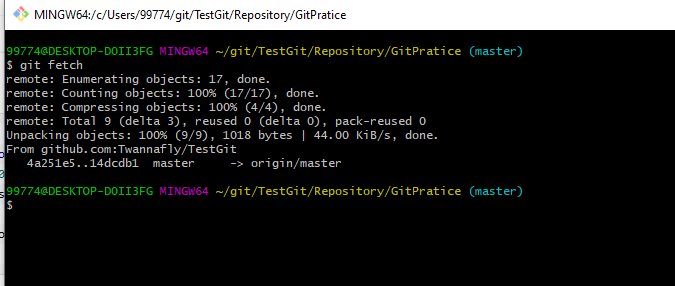 MINGW64:/c/Users/99774/git/TestGit/Repository/GitPratice
99774@DESKTOP-DOII3FG MINGW64 ~/git/TestGit/Repository/GitPratice (master)
$ git fetch
remote: Enumerating objects: 17, done.
remote: Counting objects: 100% (17/17), done.
remote: Compressing objects: 100% (4/4), done.
remote: Total 9 (delta 3), reused 0 (delta 0), pack-reused 0
Unpacking objects: 100% (9/9), 1018 bytes | 44.00 KiB/s, done.
From github.com:Twannafly/TestGit
   4a251e5..14dcdb1  master     -> origin/master
99774@DESKTOP-DOII3FG MINGW64 ~/git/TestGit/Repository/GitPratice (master)
$